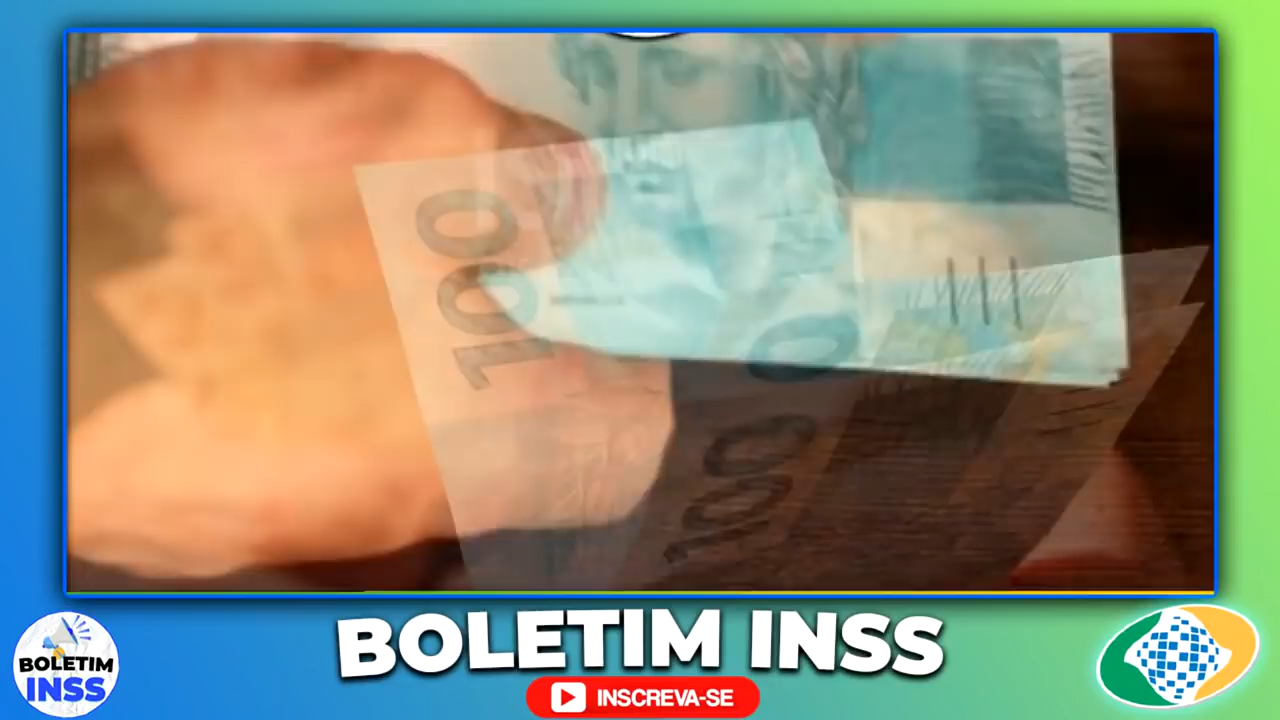 100
100
BOLETIM INSS
INSCREVA-SE
BOLETIM
INSS